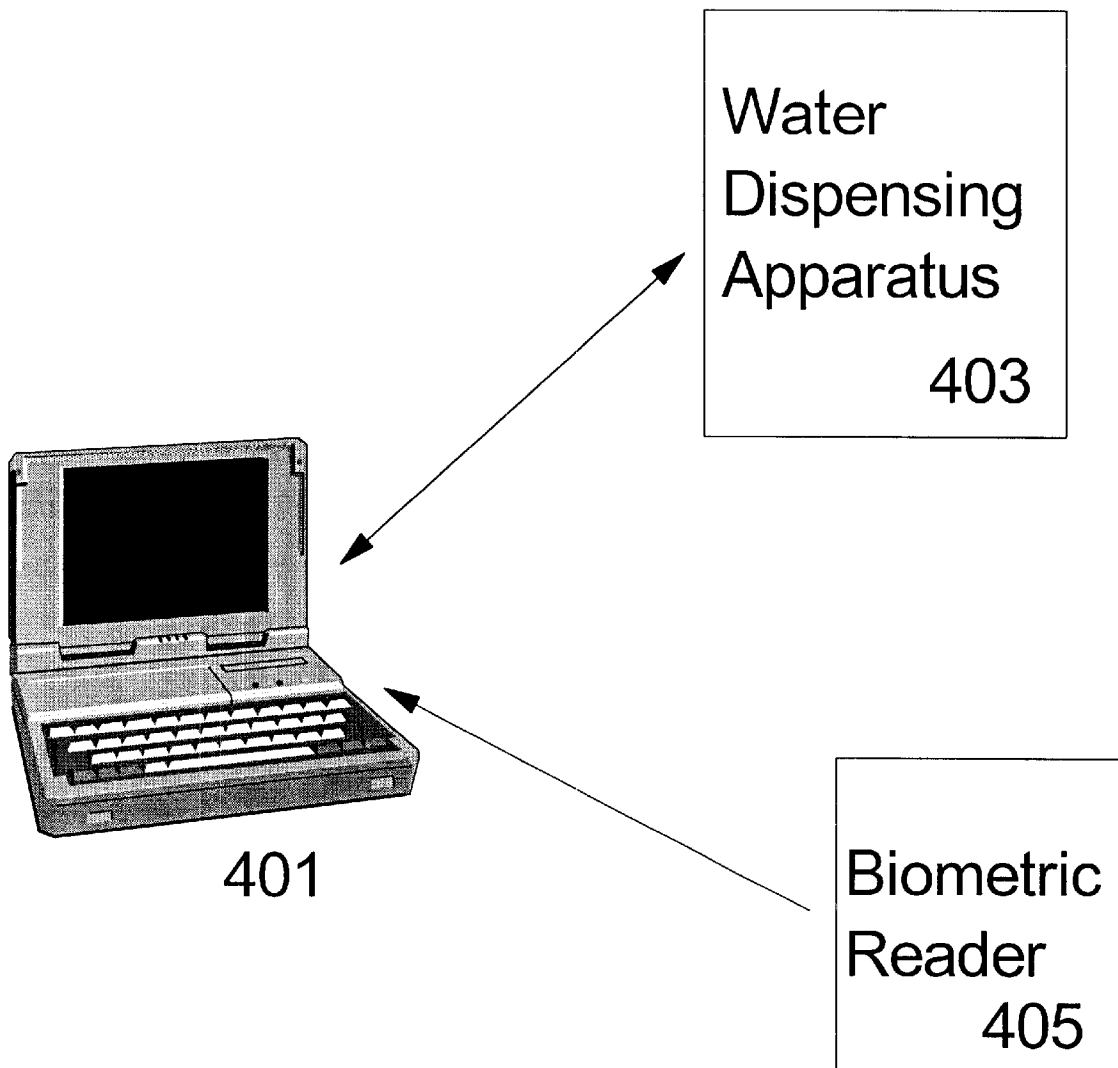 Water
Dispensing
Apparatus
403
401
Biometric
Reader
405